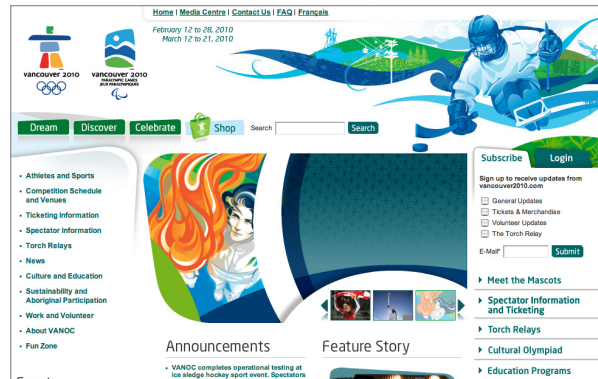 Home | Media Centre | Contact Us | FAQ | Français
February 12 to 28, 2010
March 12 to 21, 2010
vancouver 2010
vancouver 2010
PARALYMPIC GAMES
JEUX PARALYMPIQUES
Dream
Discover
Celebrate
Shop
Search
Search
Subscribe
Login
Sign up to receive updates from
vancouver2010.com
General Updates
Tickets & Merchandise
Volunteer Updates
The Torch Relay
E-Mail*
Submit
Athletes and Sports
Competition Schedule
and Venues
Ticketing Information
Spectator Information
Torch Relays
News
Culture and Education
Sustainability and
Aboriginal Participation
Work and Volunteer
About VANOC
Fun Zone
Meet the Mascots
Spectator Information
and Ticketing
Torch Relays
Cultural Olympiad
Education Programs
Announcements
VANOC completes operational testing at
ice sledge hockey sport event. Spectators
Feature Story